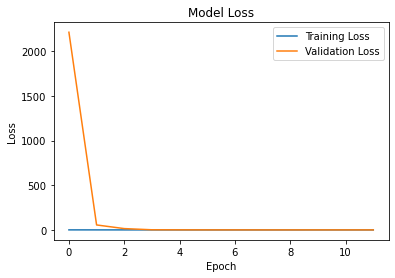 Model Loss
Training Loss
Validation Loss
2000
1500
1000
500
0
Loss
0 2 4 6 8 10
Epoch